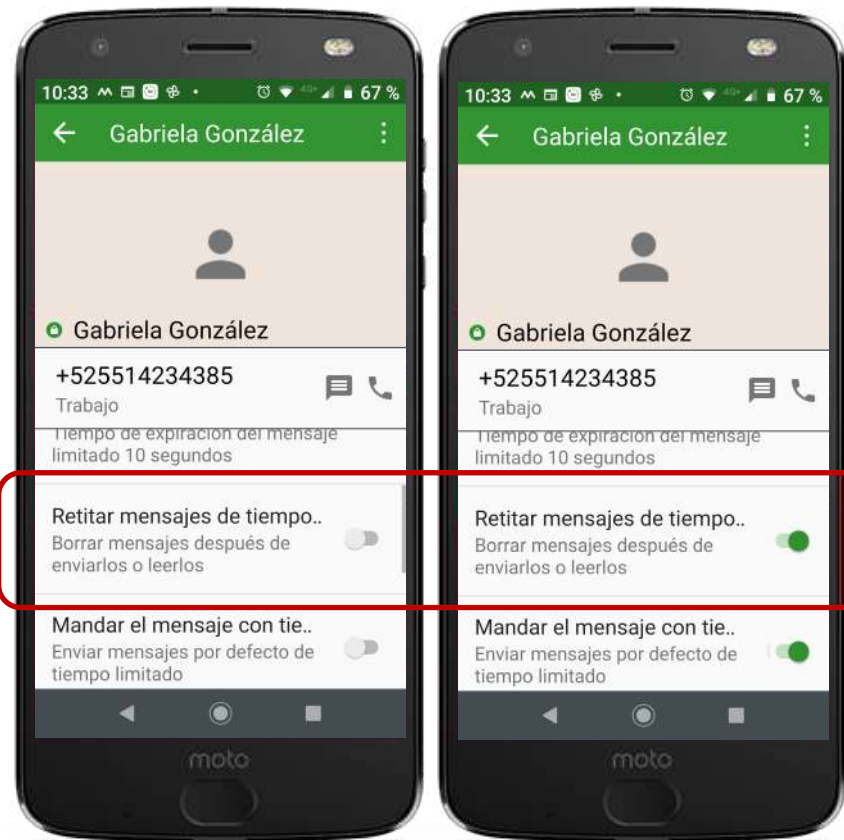 10:33 67 %
Gabriela González
Gabriela González
+525514234385
Trabajo
Tiempo de expiración del mensaje
limitado 10 segundos
Retitar mensajes de tiempo..
Borrar mensajes después de
enviarlos o leerlos
Mandar el mensaje con tie..
Enviar mensajes por defecto de
tiempo limitado
moto
10:33 67 %
Gabriela González
Gabriela González
+525514234385
Trabajo
Tiempo de expiración del mensaje
limitado 10 segundos
Retitar mensajes de tiempo..
Borrar mensajes después de
enviarlos o leerlos
Mandar el mensaje con tie..
Enviar mensajes por defecto de
tiempo limitado
moto